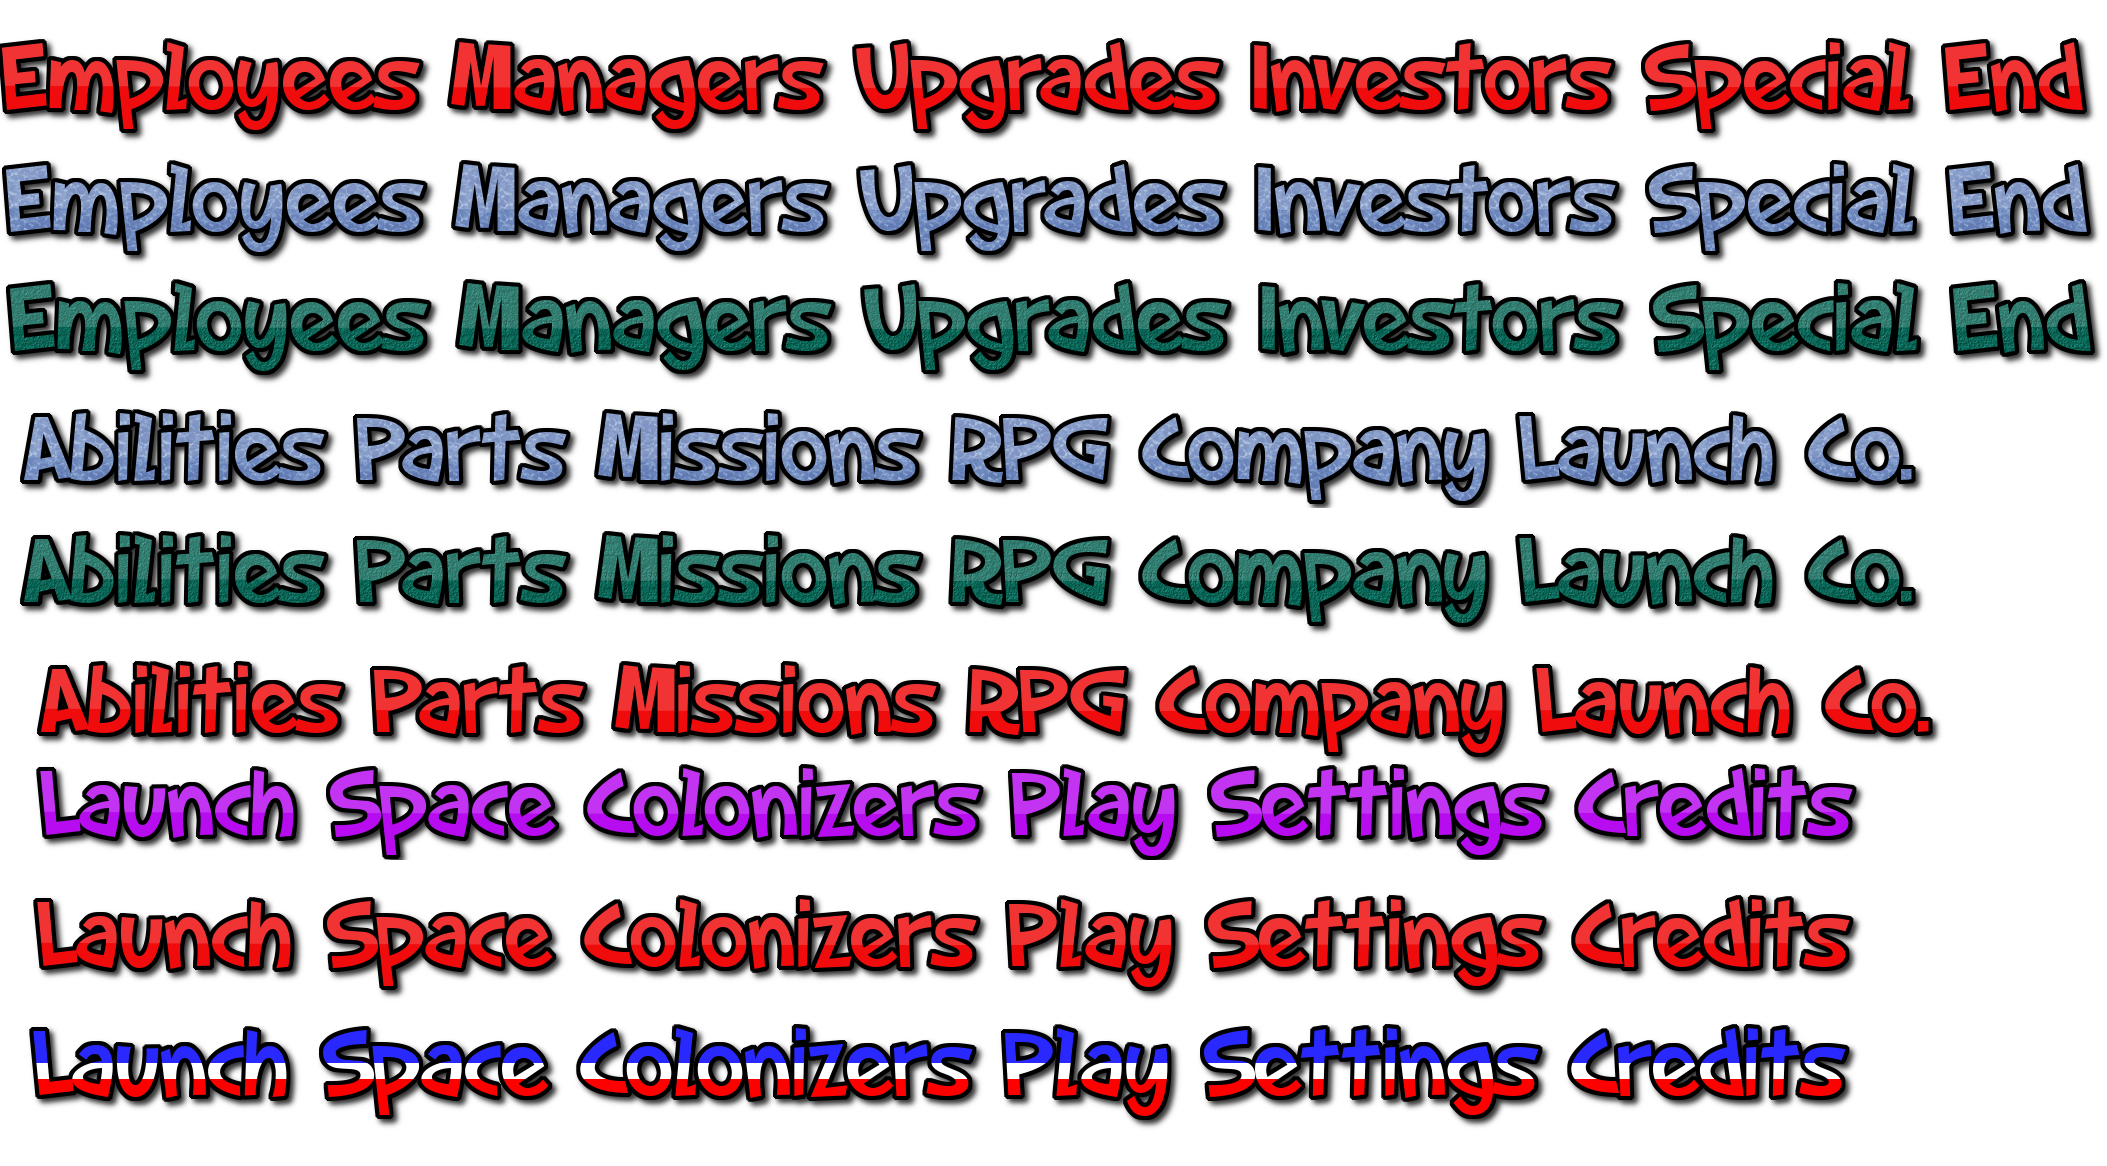 Employees Managers Upgrades Investors Special End
Employees Managers Upgrades Investors Special End
Employees Managers Upgrades Investors Special End
Abilities Parts Missions RPG Company Launch Co.
Abilities Parts Missions RPG Company Launch Co.
Abilities Parts Missions RPG Company Launch Co.
Launch Space Colonizers Play Settings Credits
Launch Space Colonizers Play Settings Credits
Launch Space Colonizers Play Settings Credits